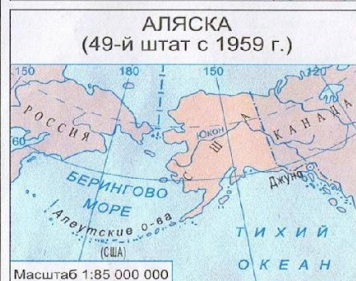 АЛЯСКА
(49-й штат с 1959 г.)
150
180
150
120
РОССИЯ
60
Юкон
США
КАНАДА
БЕРИНГОВО
МОРЕ
Джуно
Алеутские о-ва
(США)
ТИХИЙ
ОКЕАН
Масштаб 1:85 000 000